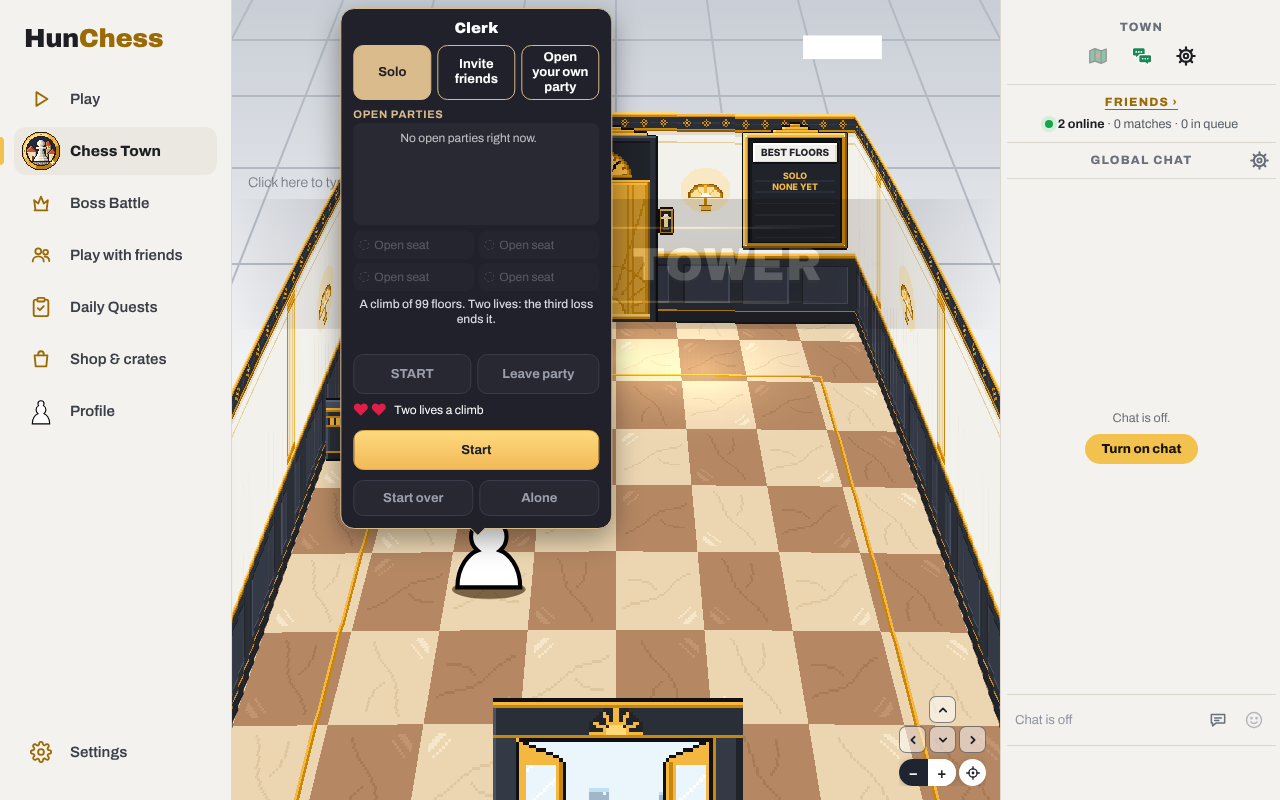 HunChess
Play
Chess Town
Boss Battle
Play with friends
Daily Quests
Shop & crates
Profile
Settings
Clerk
Solo
Invite
friends
Open
your own
party
OPEN PARTIES
No open parties right now.
Open seat
Open seat
Open seat
Open seat
A climb of 99 floors. Two lives: the third loss
ends it.
START
Leave party
Two lives a climb
Start
Start over
Alone
Click here to ty
BEST FLOORS
SOLO
NONE YET
TOWER
TOWN
FRIENDS ›
2 online · 0 matches · 0 in queue
GLOBAL CHAT
Chat is off.
Turn on chat
Chat is off